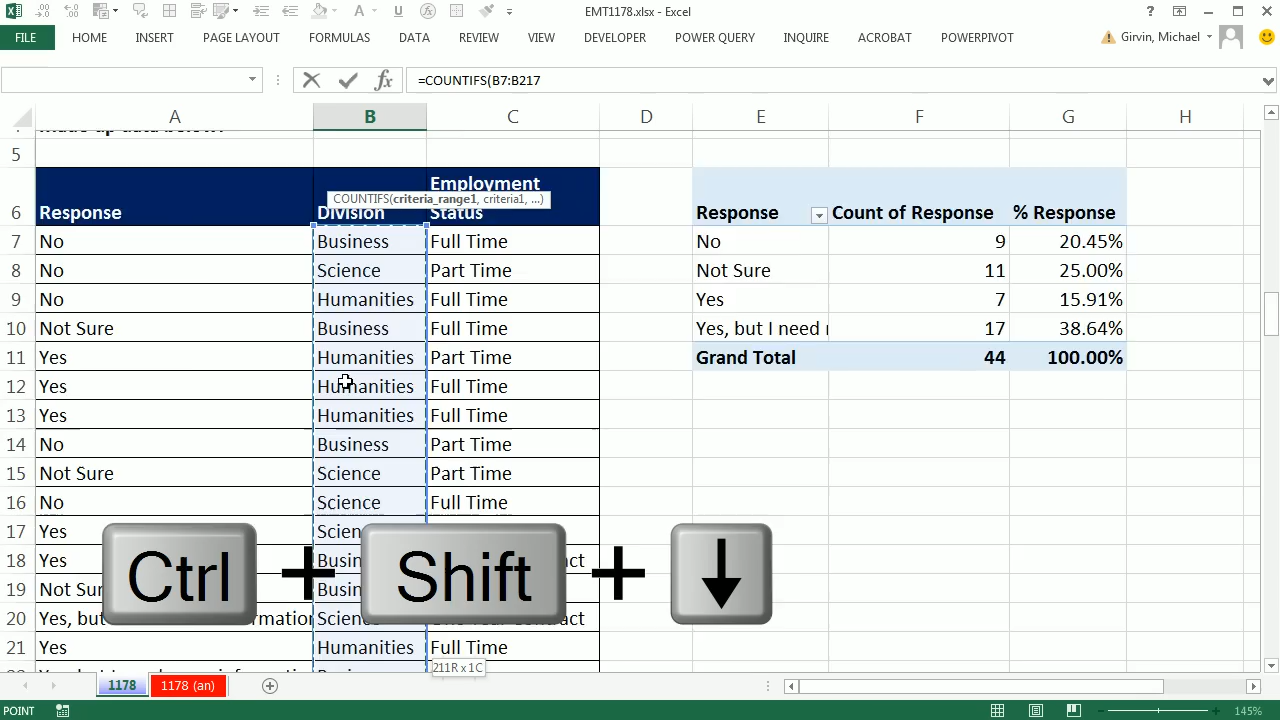 EMT1178.xlsx - Excel
?
FILE HOME INSERT PAGE LAYOUT FORMULAS DATA REVIEW VIEW DEVELOPER POWER QUERY INQUIRE ACROBAT POWERPIVOT Girvin, Michael
fx =COUNTIFS(B7:B217
A B C D E F G H
5
COUNTIFS(criteria_range1, criteria1, ...)
6 Response Division Employment Status Response Count of Response % Response
7 No Business Full Time No 9 20.45%
8 No Science Part Time Not Sure 11 25.00%
9 No Humanities Full Time Yes 7 15.91%
10 Not Sure Business Full Time Yes, but I need 17 38.64%
11 Yes Humanities Part Time Grand Total 44 100.00%
12 Yes Humanities Full Time
13 Yes Humanities Full Time
14 No Business Part Time
15 Not Sure Science Part Time
16 No Science Full Time
17 Yes Scien
18 Yes Busin ct
19 Not Sur Busin
20 Yes, but rmation Scienc
21 Yes Humanities Full Time
Ctrl + Shift + ↓
211R x 1C
1178 1178 (an)
POINT 145%